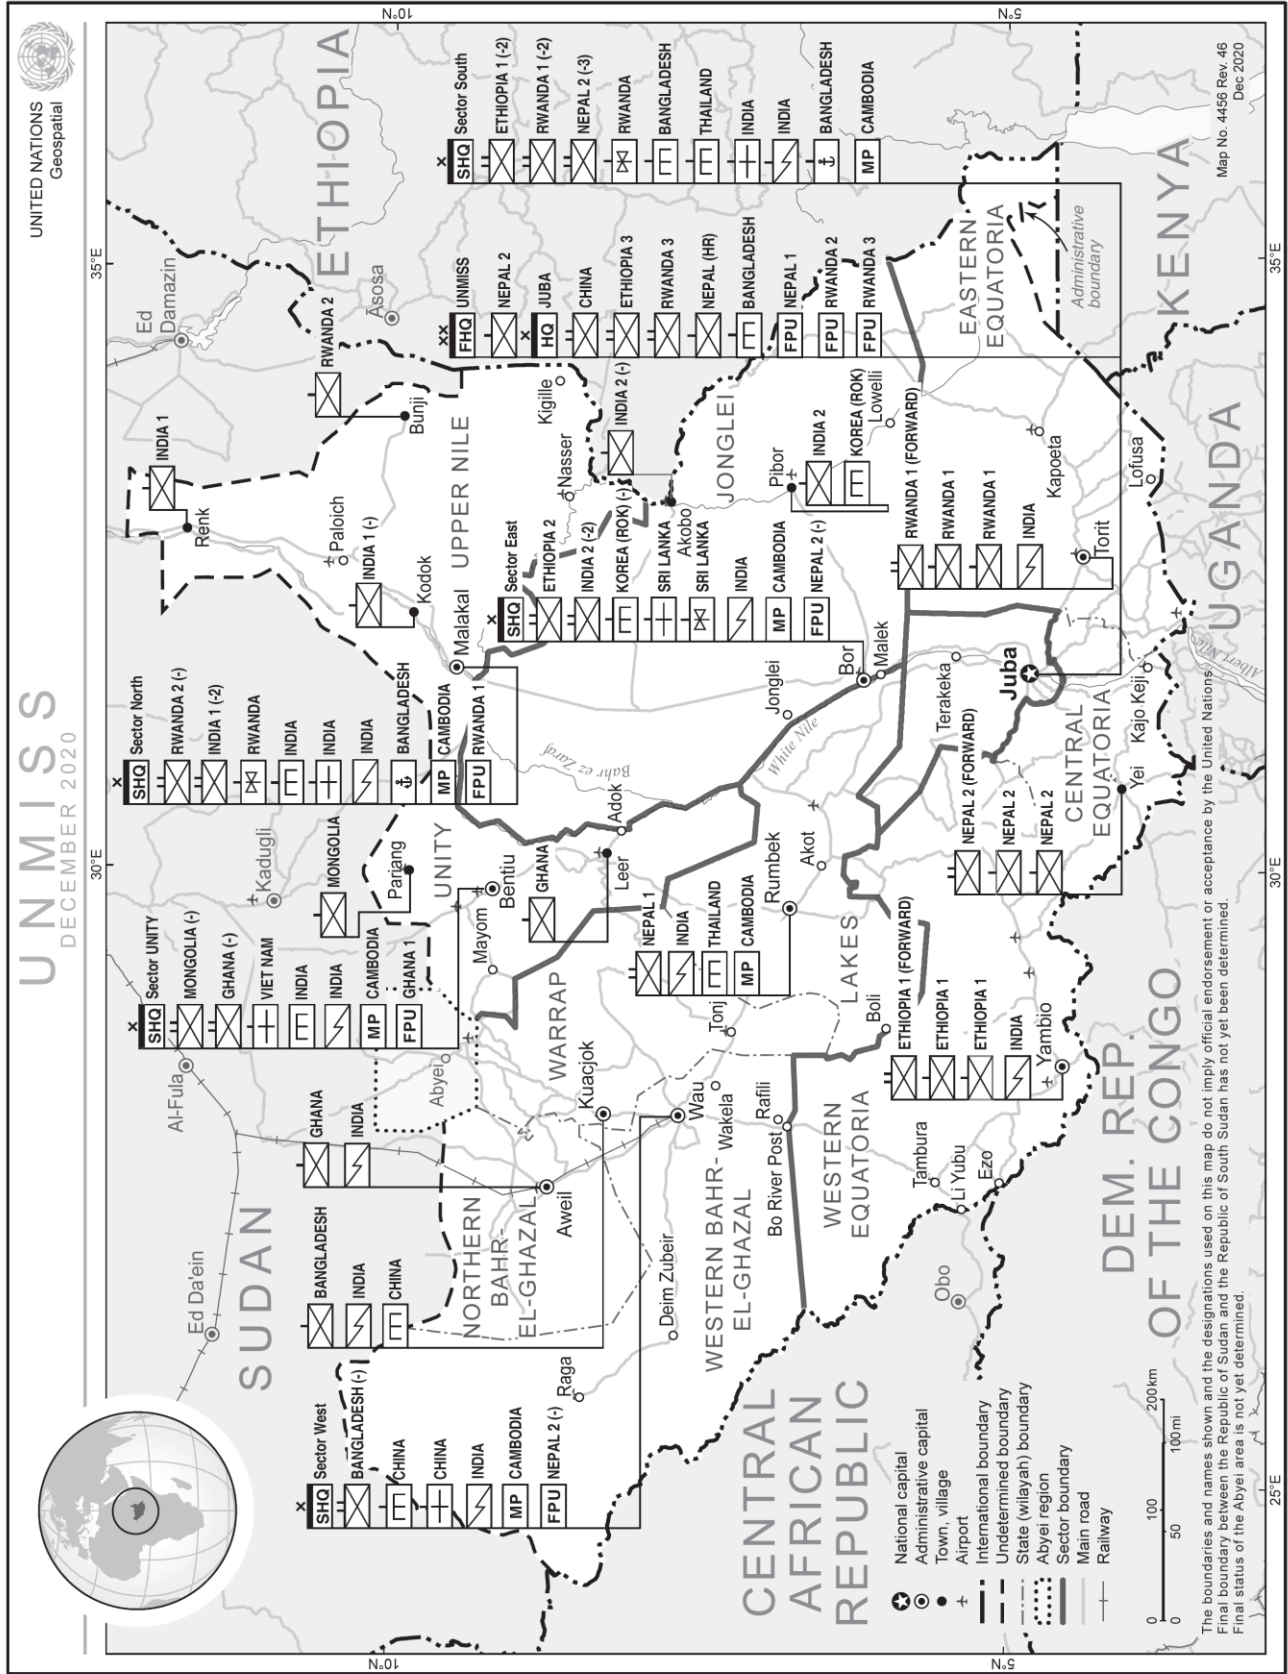 UNMISS
DECEMBER 2020
UNITED NATIONS
Geospatial
30°E
35°E
10°N
5°N
10°N
5°N
25°E
30°E
35°E
SUDAN
ETHIOPIA
KENYA
UGANDA
DEM. REP.
OF THE CONGO
CENTRAL
AFRICAN
REPUBLIC
Sector West
SHQ
BANGLADESH (-)
CHINA
CHINA
INDIA
MP
CAMBODIA
FPU
NEPAL 2 (-)
BANGLADESH
INDIA
CHINA
GHANA
INDIA
Sector UNITY
SHQ
MONGOLIA (-)
GHANA (-)
VIET NAM
INDIA
INDIA
MP
CAMBODIA
FPU
GHANA 1
MONGOLIA
GHANA
Sector North
SHQ
RWANDA 2 (-)
INDIA 1 (-2)
RWANDA
INDIA
INDIA
INDIA
BANGLADESH
MP
CAMBODIA
FPU
RWANDA 1
INDIA 1 (-)
INDIA 1
RWANDA 2
Sector East
SHQ
ETHIOPIA 2
INDIA 2 (-2)
KOREA (ROK) (-)
SRI LANKA
SRI LANKA
INDIA
MP
CAMBODIA
FPU
NEPAL 2 (-)
INDIA 2 (-)
INDIA 2
KOREA (ROK)
NEPAL 1
INDIA
THAILAND
MP
CAMBODIA
UNMISS
FHQ
NEPAL 2
JUBA
HQ
CHINA
ETHIOPIA 3
RWANDA 3
NEPAL (HR)
BANGLADESH
FPU
NEPAL 1
FPU
RWANDA 2
FPU
RWANDA 3
Sector South
SHQ
ETHIOPIA 1 (-2)
RWANDA 1 (-2)
NEPAL 2 (-3)
RWANDA
BANGLADESH
THAILAND
INDIA
INDIA
BANGLADESH
MP
CAMBODIA
ETHIOPIA 1 (FORWARD)
ETHIOPIA 1
ETHIOPIA 1
INDIA
NEPAL 2 (FORWARD)
NEPAL 2
NEPAL 2
RWANDA 1 (FORWARD)
RWANDA 1
RWANDA 1
INDIA
Ed Da'ein
Al-Fula
Kadugli
Ed
Damazin
Asosa
Abyei
Renk
Paloich
Kodok
Malakal
Bunji
Kigille
Nasser
Akobo
Pibor
Lowelli
Kapoeta
Lofusa
Torit
Pariang
Bentiu
Mayom
Leer
Adok
Bahr ez Zaraf
White Nile
Albert Nile
Jonglei
Bor
Malek
Terakeka
Juba
Kajo Keji
Yei
Rumbek
Akot
Tonj
Boli
Yambio
Kuacjok
Wau
Wakela
Rafili
Bo River Post
Tambura
Li Yubu
Ezo
Obo
Aweil
Raga
Deim Zubeir
NORTHERN
BAHR-
EL-GHAZAL
WESTERN BAHR-
EL-GHAZAL
WARRAP
UNITY
UPPER NILE
JONGLEI
LAKES
WESTERN
EQUATORIA
CENTRAL
EQUATORIA
EASTERN
EQUATORIA
Administrative
boundary
National capital
Administrative capital
Town, village
Airport
International boundary
Undetermined boundary
State (wilayah) boundary
Abyei region
Sector boundary
Main road
Railway
0 100 200 km
0 50 100 mi
The boundaries and names shown and the designations used on this map do not imply official endorsement or acceptance by the United Nations.
Final boundary between the Republic of Sudan and the Republic of South Sudan has not yet been determined.
Final status of the Abyei area is not yet determined.
Map No. 4456 Rev. 46
Dec 2020